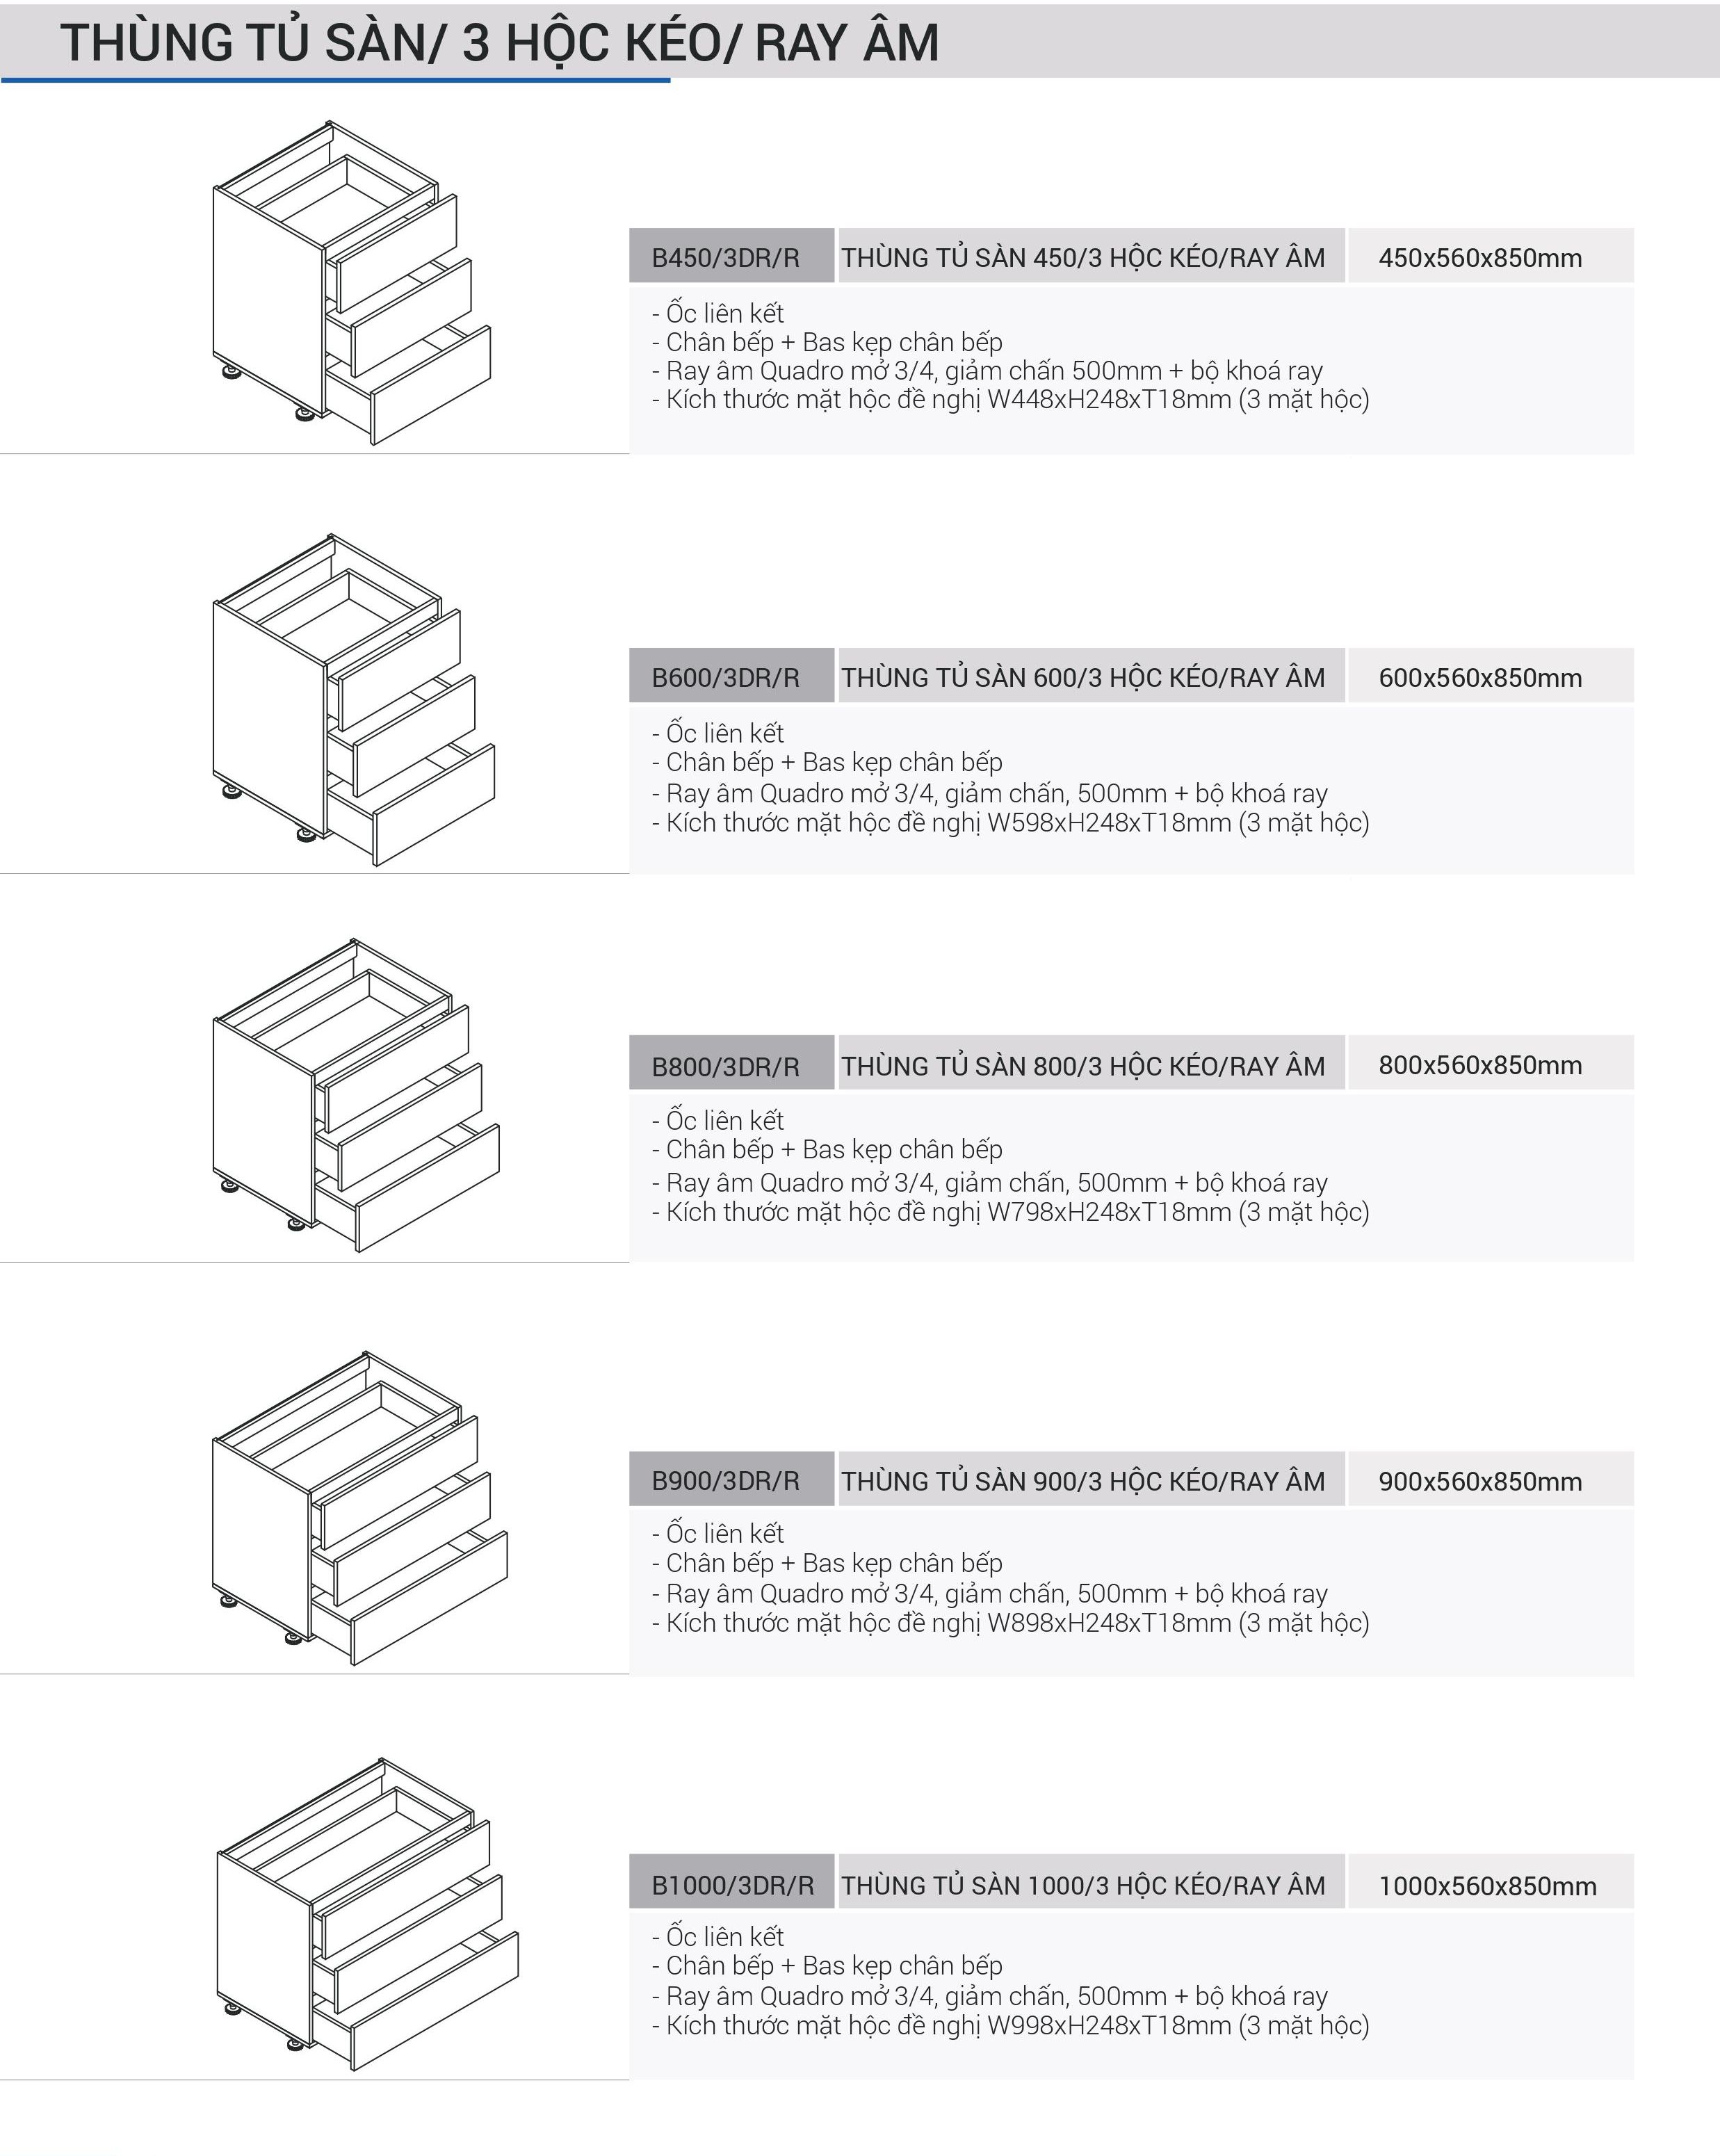 THÙNG TỦ SÀN/ 3 HỘC KÉO/ RAY ÂM
B450/3DR/R THÙNG TỦ SÀN 450/3 HỘC KÉO/RAY ÂM 450x560x850mm
- Ốc liên kết
- Chân bếp + Bas kẹp chân bếp
- Ray âm Quadro mở 3/4, giảm chấn 500mm + bộ khoá ray
- Kích thước mặt hộc đề nghị W448xH248xT18mm (3 mặt hộc)
B600/3DR/R THÙNG TỦ SÀN 600/3 HỘC KÉO/RAY ÂM 600x560x850mm
- Ốc liên kết
- Chân bếp + Bas kẹp chân bếp
- Ray âm Quadro mở 3/4, giảm chấn, 500mm + bộ khoá ray
- Kích thước mặt hộc đề nghị W598xH248xT18mm (3 mặt hộc)
B800/3DR/R THÙNG TỦ SÀN 800/3 HỘC KÉO/RAY ÂM 800x560x850mm
- Ốc liên kết
- Chân bếp + Bas kẹp chân bếp
- Ray âm Quadro mở 3/4, giảm chấn, 500mm + bộ khoá ray
- Kích thước mặt hộc đề nghị W798xH248xT18mm (3 mặt hộc)
B900/3DR/R THÙNG TỦ SÀN 900/3 HỘC KÉO/RAY ÂM 900x560x850mm
- Ốc liên kết
- Chân bếp + Bas kẹp chân bếp
- Ray âm Quadro mở 3/4, giảm chấn, 500mm + bộ khoá ray
- Kích thước mặt hộc đề nghị W898xH248xT18mm (3 mặt hộc)
B1000/3DR/R THÙNG TỦ SÀN 1000/3 HỘC KÉO/RAY ÂM 1000x560x850mm
- Ốc liên kết
- Chân bếp + Bas kẹp chân bếp
- Ray âm Quadro mở 3/4, giảm chấn, 500mm + bộ khoá ray
- Kích thước mặt hộc đề nghị W998xH248xT18mm (3 mặt hộc)